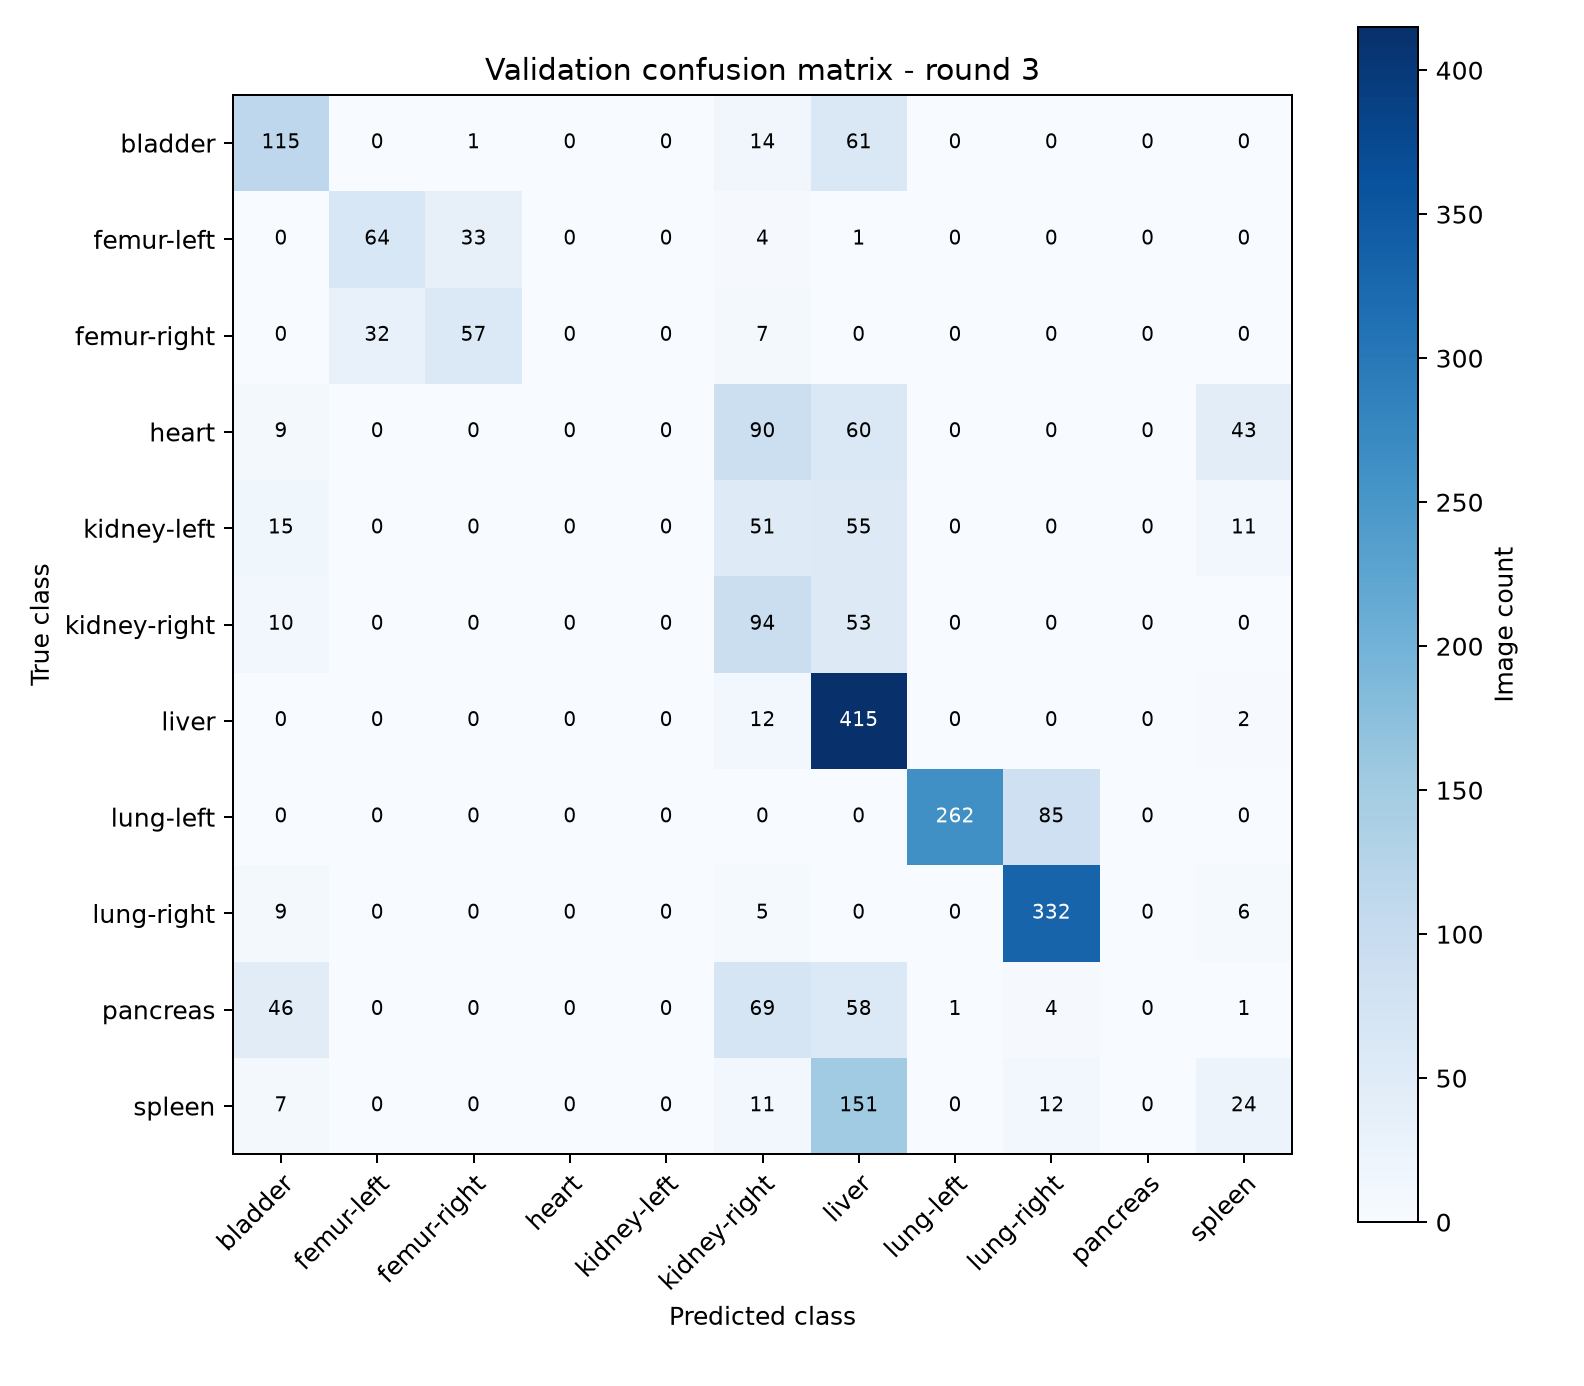 Validation confusion matrix - round 3
True class
bladder 115 0 1 0 0 14 61 0 0 0 0
femur-left 0 64 33 0 0 4 1 0 0 0 0
femur-right 0 32 57 0 0 7 0 0 0 0 0
heart 9 0 0 0 0 90 60 0 0 0 43
kidney-left 15 0 0 0 0 51 55 0 0 0 11
kidney-right 10 0 0 0 0 94 53 0 0 0 0
liver 0 0 0 0 0 12 415 0 0 0 2
lung-left 0 0 0 0 0 0 0 262 85 0 0
lung-right 9 0 0 0 0 5 0 0 332 0 6
pancreas 46 0 0 0 0 69 58 1 4 0 1
spleen 7 0 0 0 0 11 151 0 12 0 24
bladder femur-left femur-right heart kidney-left kidney-right liver lung-left lung-right pancreas spleen
Predicted class
400
350
300
250
200
150
100
50
0
Image count